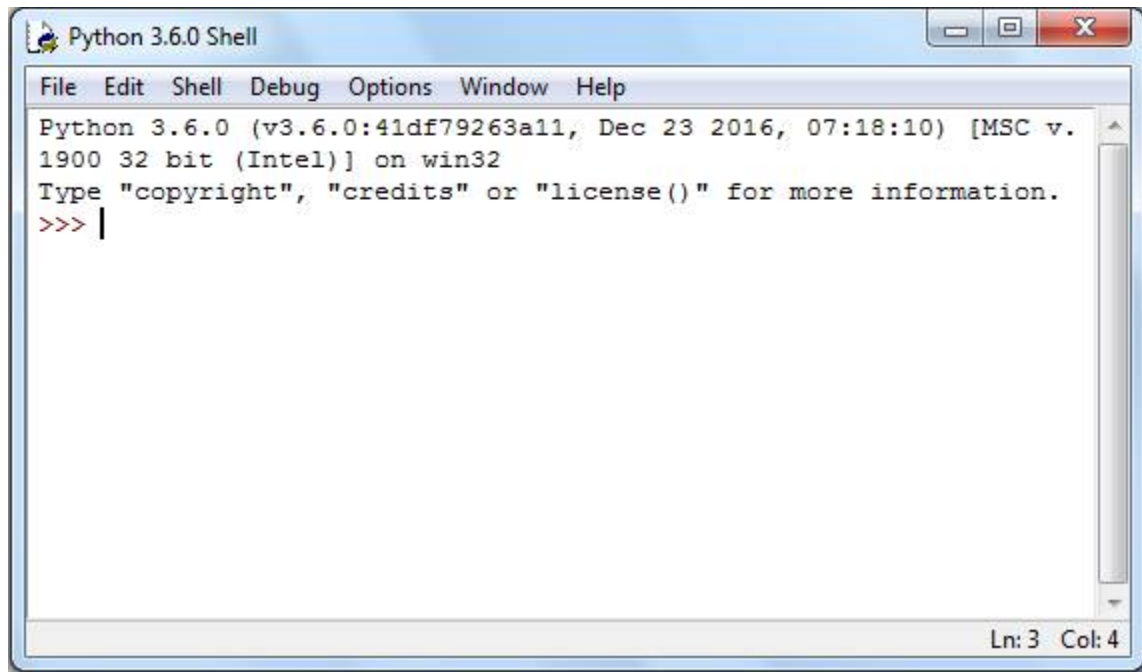 Python 3.6.0 Shell
File Edit Shell Debug Options Window Help
Python 3.6.0 (v3.6.0:41df79263a11, Dec 23 2016, 07:18:10) [MSC v.
1900 32 bit (Intel)] on win32
Type "copyright", "credits" or "license()" for more information.
>>>
Ln: 3 Col: 4